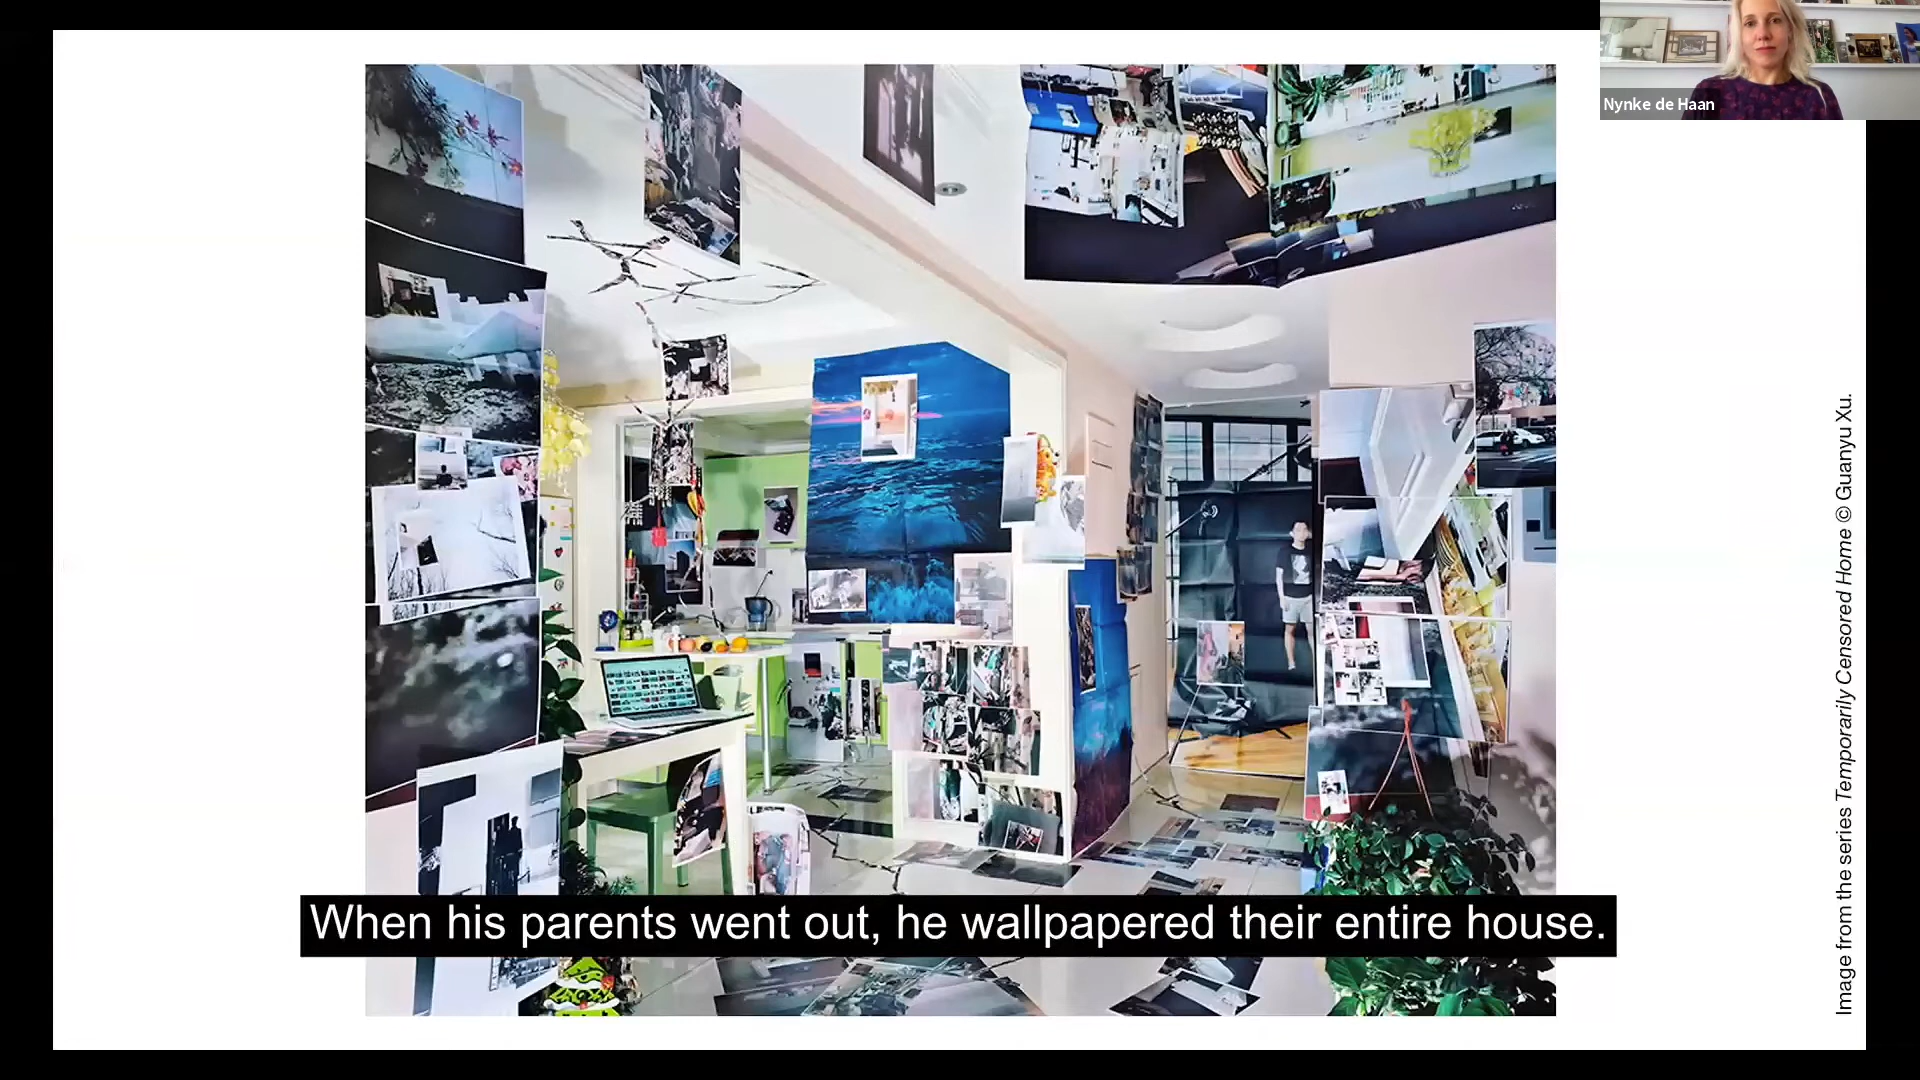 Nynke de Haan
When his parents went out, he wallpapered their entire house.
Image from the series Temporarily Censored Home © Guanyu Xu.